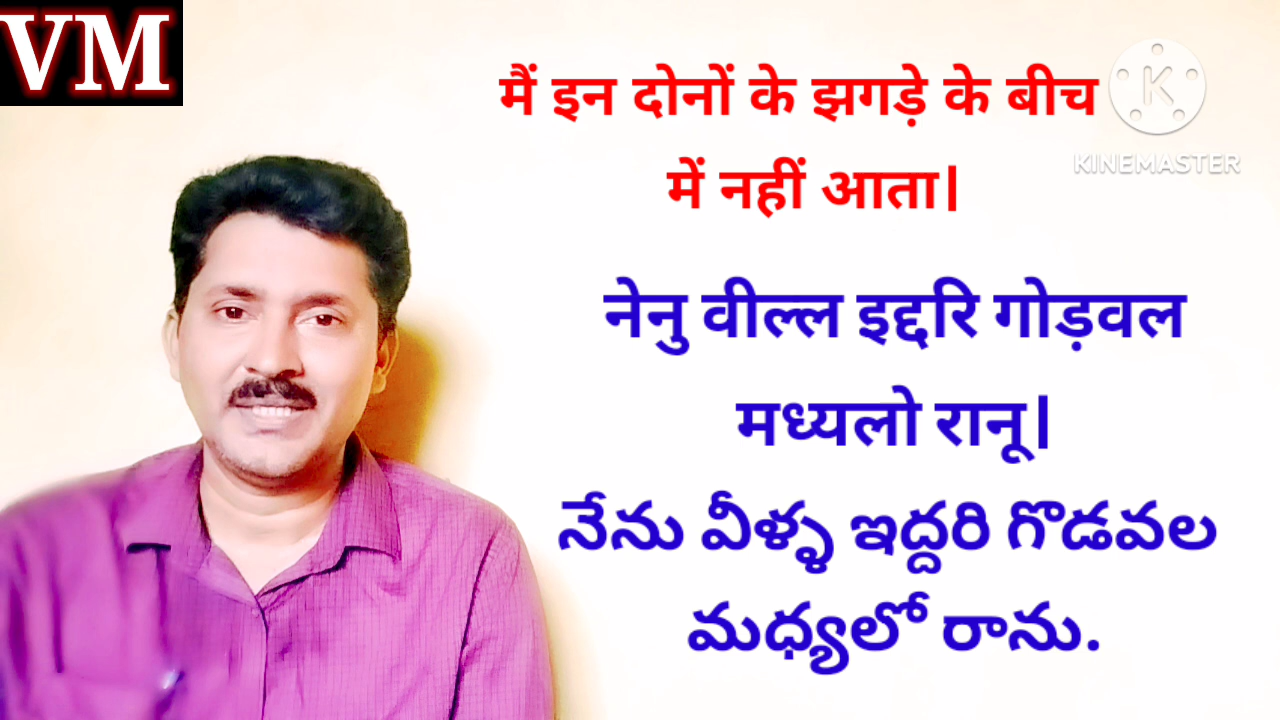 VM
मैं इन दोनों के झगड़े के बीच
K
KINEMASTER
में नहीं आता।
नेनु वील्ल इद्दरि गोड़वल
मध्यलो रानू।
నేను వీళ్ళ ఇద్దరి గొడవల
మధ్యలో రాను.